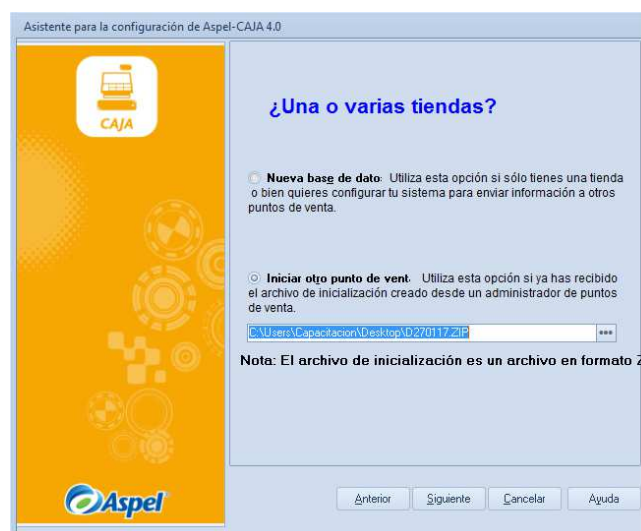 Asistente para la configuración de Aspel-CAJA 4.0
CAJA
¿Una o varias tiendas?
Nueva base de dato: Utiliza esta opción si sólo tienes una tienda
o bien quieres configurar tu sistema para enviar información a otros
puntos de venta.
Iniciar otro punto de vent. Utiliza esta opción si ya has recibido
el archivo de inicialización creado desde un administrador de puntos
de venta.
C:\Users\Capacitacion\Desktop\D270117.ZIP
Nota: El archivo de inicialización es un archivo en formato Z
Aspel
Anterior Siguiente Cancelar Ayuda